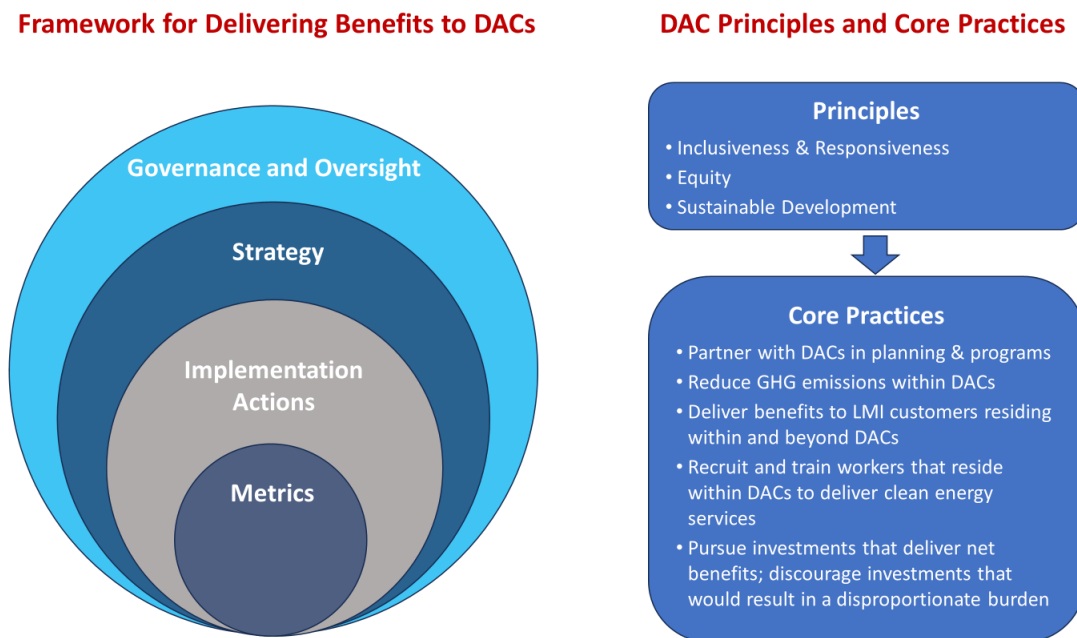 Framework for Delivering Benefits to DACs
Governance and Oversight
Strategy
Implementation
Actions
Metrics
DAC Principles and Core Practices
Principles
• Inclusiveness & Responsiveness
• Equity
• Sustainable Development
Core Practices
• Partner with DACs in planning & programs
• Reduce GHG emissions within DACs
• Deliver benefits to LMI customers residing
within and beyond DACs
• Recruit and train workers that reside
within DACs to deliver clean energy
services
• Pursue investments that deliver net
benefits; discourage investments that
would result in a disproportionate burden